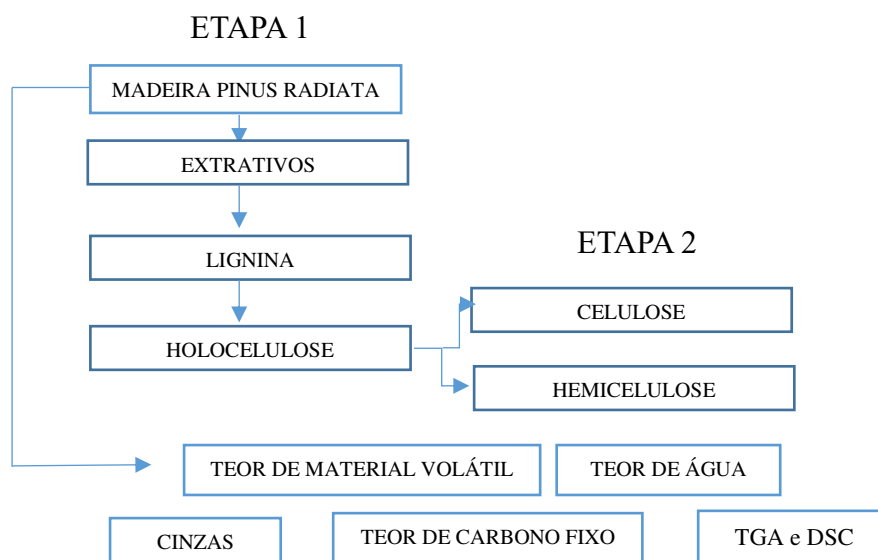 ETAPA 1
MADEIRA PINUS RADIATA
EXTRATIVOS
LIGNINA
HOLOCELULOSE
ETAPA 2
CELULOSE
HEMICELULOSE
TEOR DE MATERIAL VOLÁTIL
TEOR DE ÁGUA
CINZAS
TEOR DE CARBONO FIXO
TGA e DSC